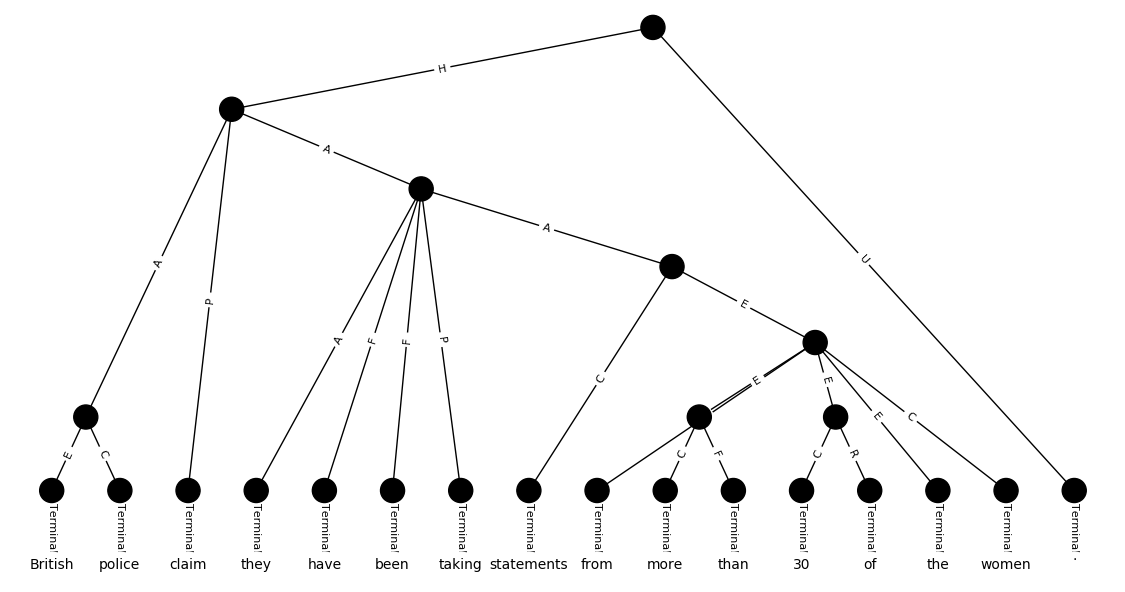 H
A
A
A
P
U
E
A
F
F
P
C
E
E
E
C
E
C
C
F
C
R
Terminal Terminal Terminal Terminal Terminal Terminal Terminal Terminal Terminal Terminal Terminal Terminal Terminal Terminal Terminal Terminal
British police claim they have been taking statements from more than 30 of the women .